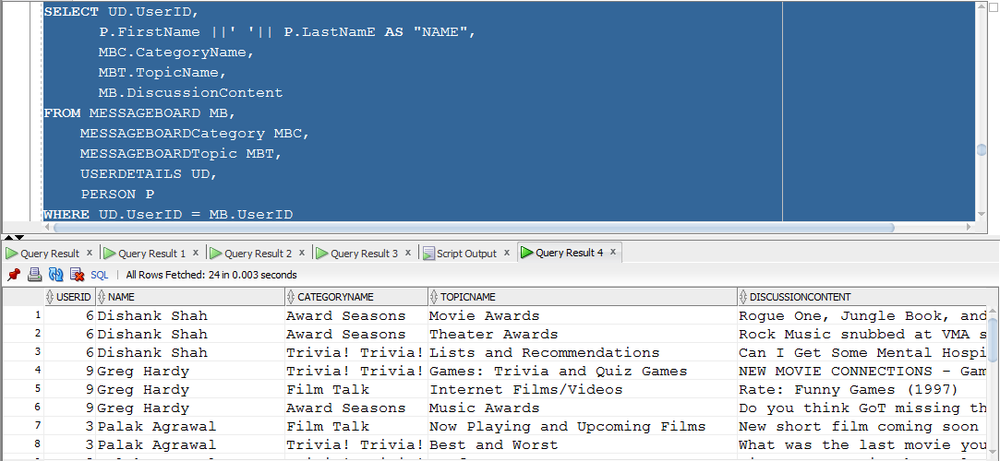 SELECT UD.UserID,
P.FirstName ||' '|| P.LastNamE AS "NAME",
MBC.CategoryName,
MBT.TopicName,
MB.DiscussionContent
FROM MESSAGEBOARD MB,
MESSAGEBOARDCategory MBC,
MESSAGEBOARDTopic MBT,
USERDETAILS UD,
PERSON P
WHERE UD.UserID = MB.UserID
Query Result x Query Result 1 x Query Result 2 x Query Result 3 x Script Output x Query Result 4 x
SQL | All Rows Fetched: 24 in 0.003 seconds
USERID NAME CATEGORYNAME TOPICNAME DISCUSSIONCONTENT
1 6 Dishank Shah Award Seasons Movie Awards Rogue One, Jungle Book, and
2 6 Dishank Shah Award Seasons Theater Awards Rock Music snubbed at VMA s
3 6 Dishank Shah Trivia! Trivia! Lists and Recommendations Can I Get Some Mental Hospi
4 9 Greg Hardy Trivia! Trivia! Games: Trivia and Quiz Games NEW MOVIE CONNECTIONS - Gam
5 9 Greg Hardy Film Talk Internet Films/Videos Rate: Funny Games (1997)
6 9 Greg Hardy Award Seasons Music Awards Do you think GoT missing th
7 3 Palak Agrawal Film Talk Now Playing and Upcoming Films New short film coming soon
8 3 Palak Agrawal Trivia! Trivia! Best and Worst What was the last movie you